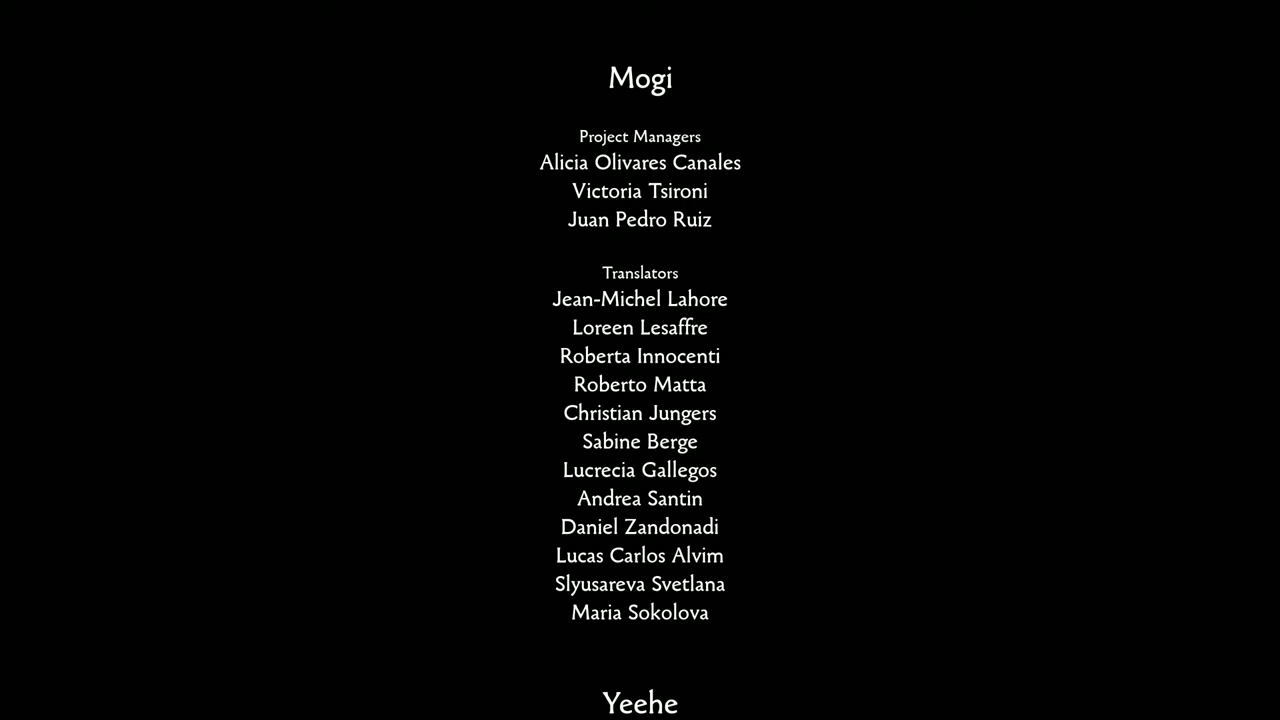 Mogi
Project Managers
Alicia Olivares Canales
Victoria Tsironi
Juan Pedro Ruiz
Translators
Jean-Michel Lahore
Loreen Lesaffre
Roberta Innocenti
Roberto Matta
Christian Jungers
Sabine Berge
Lucrecia Gallegos
Andrea Santin
Daniel Zandonadi
Lucas Carlos Alvim
Slyusareva Svetlana
Maria Sokolova
Yeehe